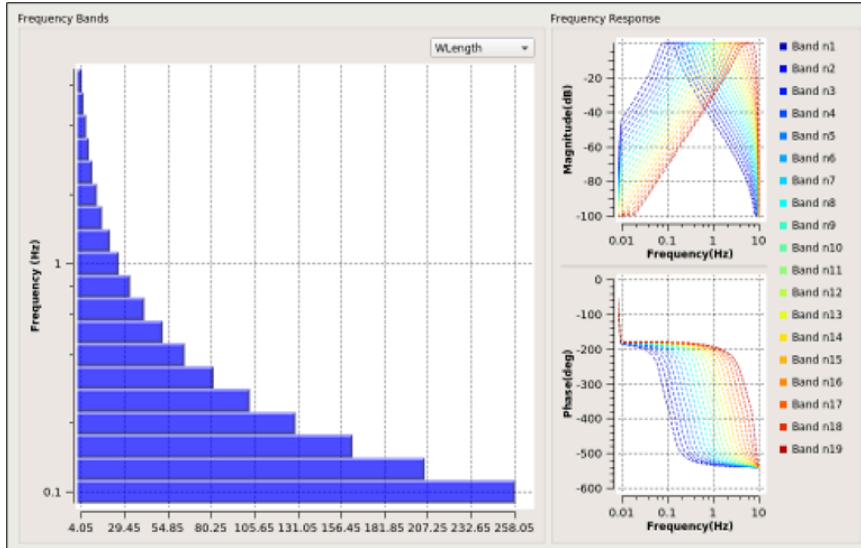 Frequency Bands
WLength
Frequency (Hz)
1
0.1
4.05 29.45 54.85 80.25 105.65 131.05 156.45 181.85 207.25 232.65 258.05
Frequency Response
Magnitude(dB)
-20
-40
-60
-80
-100
0.01 0.1 1 10
Frequency(Hz)
Phase(deg)
0
-100
-200
-300
-400
-500
-600
0.01 0.1 1 10
Frequency(Hz)
Band n1
Band n2
Band n3
Band n4
Band n5
Band n6
Band n7
Band n8
Band n9
Band n10
Band n11
Band n12
Band n13
Band n14
Band n15
Band n16
Band n17
Band n18
Band n19